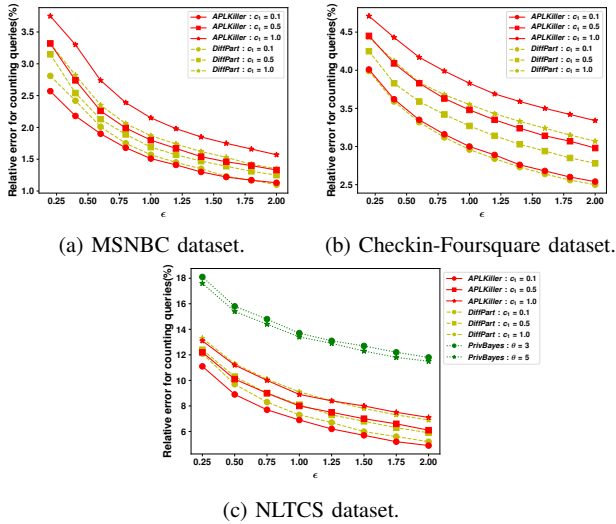 Relative error for counting queries(%)
3.5
3.0
2.5
2.0
1.5
1.0
0.25 0.50 0.75 1.00 1.25 1.50 1.75 2.00
ϵ
APLKiller : c₁ = 0.1
APLKiller : c₁ = 0.5
APLKiller : c₁ = 1.0
DiffPart : c₁ = 0.1
DiffPart : c₁ = 0.5
DiffPart : c₁ = 1.0
(a) MSNBC dataset.
Relative error for counting queries(%)
4.5
4.0
3.5
3.0
2.5
0.25 0.50 0.75 1.00 1.25 1.50 1.75 2.00
ϵ
APLKiller : c₁ = 0.1
APLKiller : c₁ = 0.5
APLKiller : c₁ = 1.0
DiffPart : c₁ = 0.1
DiffPart : c₁ = 0.5
DiffPart : c₁ = 1.0
(b) Checkin-Foursquare dataset.
Relative error for counting queries(%)
18
16
14
12
10
8
6
0.25 0.50 0.75 1.00 1.25 1.50 1.75 2.00
ϵ
APLKiller : c₁ = 0.1
APLKiller : c₁ = 0.5
APLKiller : c₁ = 1.0
DiffPart : c₁ = 0.1
DiffPart : c₁ = 0.5
DiffPart : c₁ = 1.0
PrivBayes : θ = 3
PrivBayes : θ = 5
(c) NLTCS dataset.